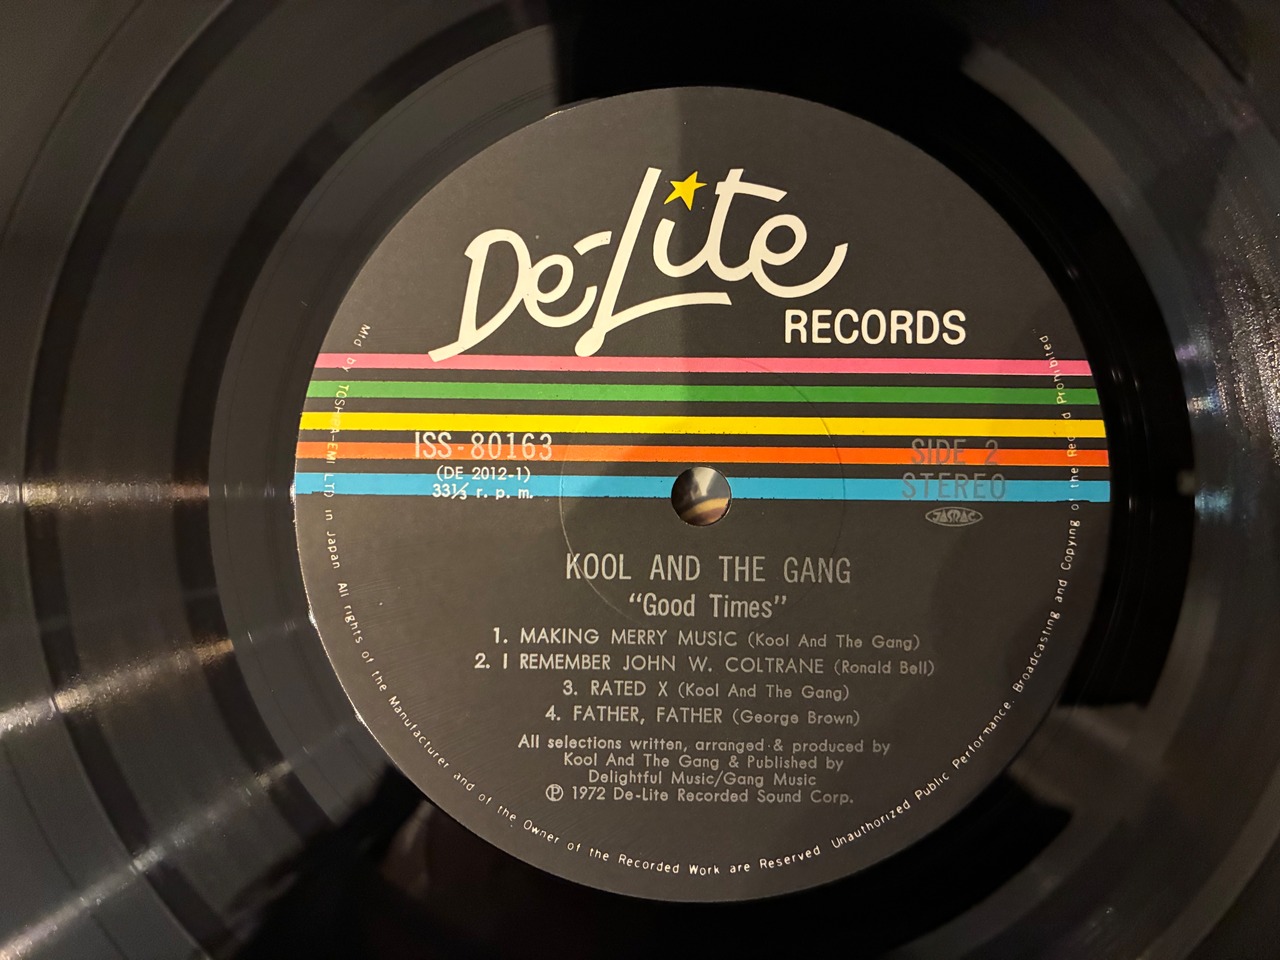 De-Lite
RECORDS
ISS-80163
(DE 2012-1)
33⅓ r. p. m.
SIDE 2
STEREO
JASRAC
KOOL AND THE GANG
“Good Times”
1. MAKING MERRY MUSIC (Kool And The Gang)
2. I REMEMBER JOHN W. COLTRANE (Ronald Bell)
3. RATED X (Kool And The Gang)
4. FATHER, FATHER (George Brown)
All selections written, arranged & produced by
Kool And The Gang & Published by
Delightful Music/Gang Music
Ⓟ 1972 De-Lite Recorded Sound Corp.
Mf'd by TOSHIBA-EMI LTD in Japan All rights of the Manufacturer and of the Owner of the Recorded Work are Reserved Unauthorized Public Performance. Broadcasting and Copying of the Record Prohibited